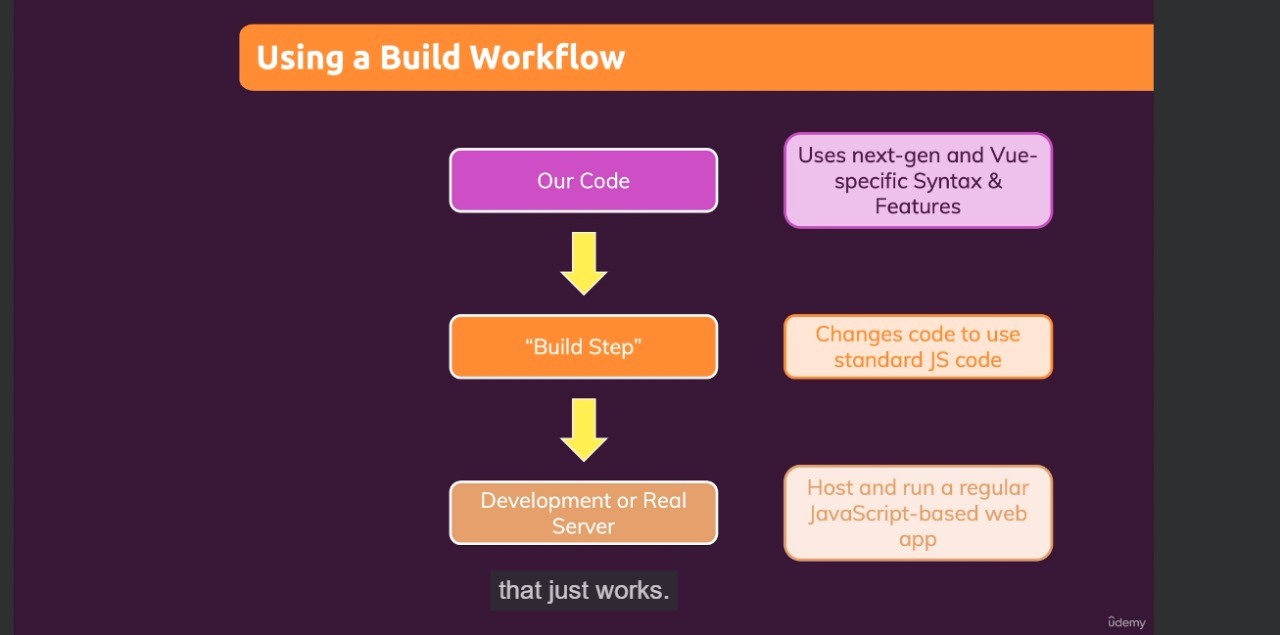 Using a Build Workflow
Our Code
Uses next-gen and Vue-
specific Syntax &
Features
“Build Step”
Changes code to use
standard JS code
Development or Real
Server
Host and run a regular
JavaScript-based web
app
that just works.
ûdemy